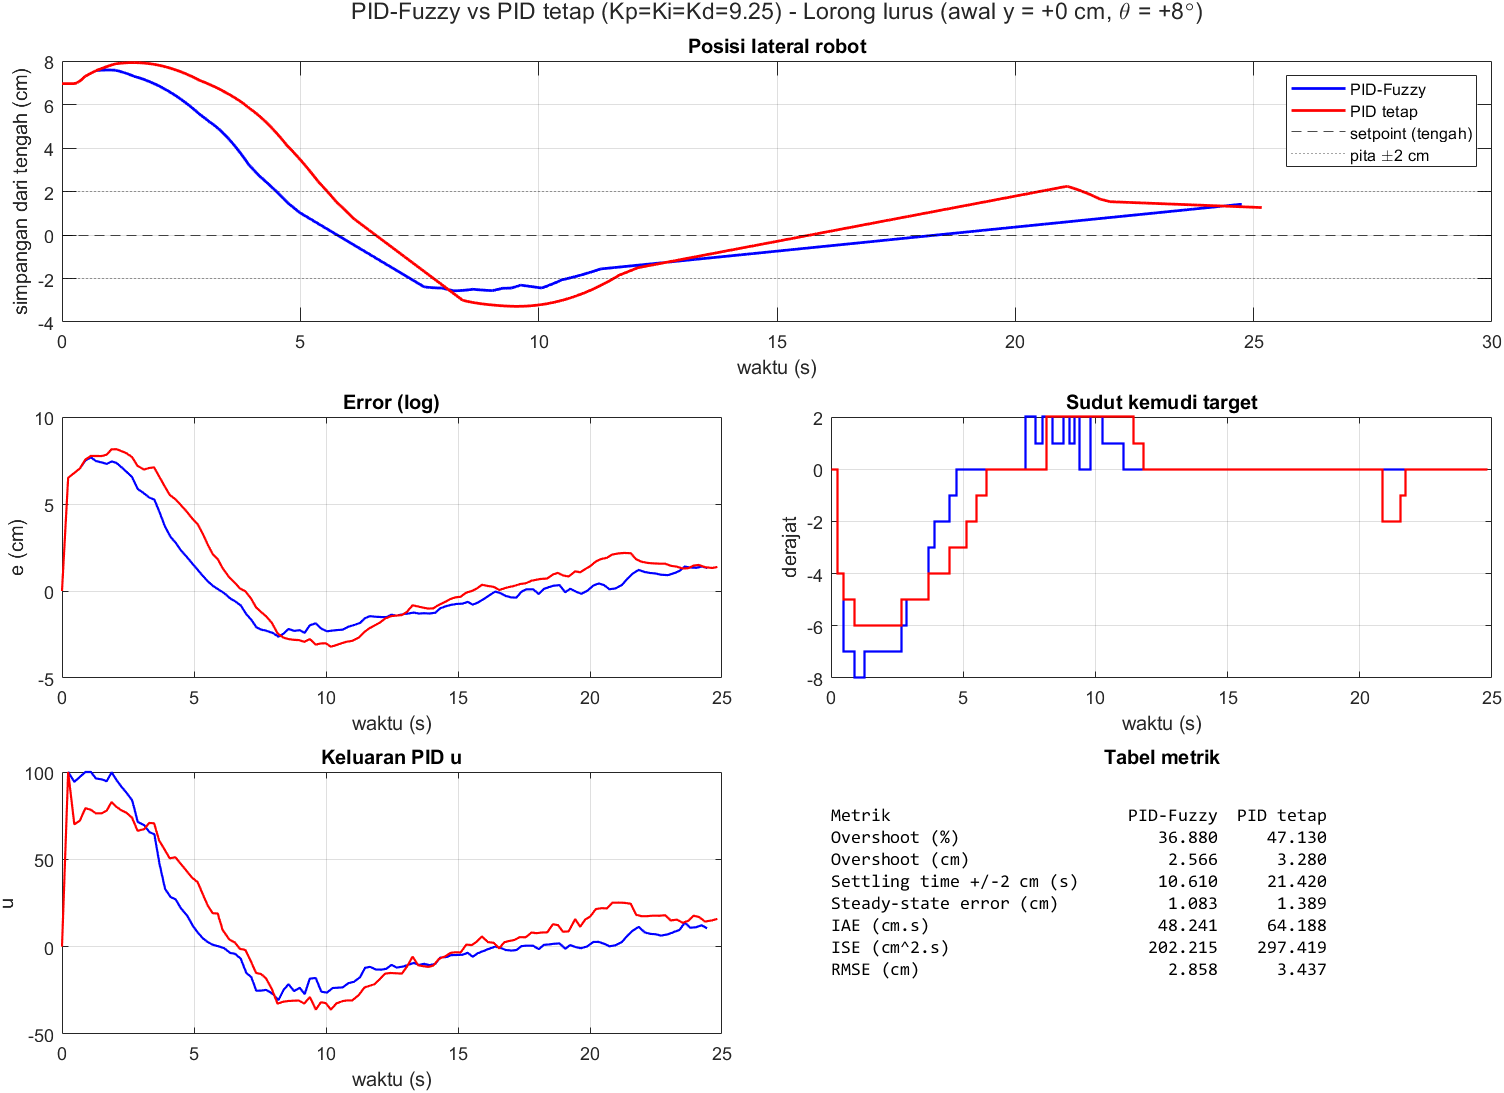 PID-Fuzzy vs PID tetap (Kp=Ki=Kd=9.25) - Lorong lurus (awal y = +0 cm, θ = +8°)
Posisi lateral robot
simpangan dari tengah (cm)
8
6
4
2
0
-2
-4
0 5 10 15 20 25 30
waktu (s)
PID-Fuzzy
PID tetap
setpoint (tengah)
pita ±2 cm
Error (log)
e (cm)
10
5
0
-5
0 5 10 15 20 25
waktu (s)
Sudut kemudi target
derajat
2
0
-2
-4
-6
-8
0 5 10 15 20 25
waktu (s)
Keluaran PID u
u
100
50
0
-50
0 5 10 15 20 25
waktu (s)
Tabel metrik
Metrik PID-Fuzzy PID tetap
Overshoot (%) 36.880 47.130
Overshoot (cm) 2.566 3.280
Settling time +/-2 cm (s) 10.610 21.420
Steady-state error (cm) 1.083 1.389
IAE (cm.s) 48.241 64.188
ISE (cm^2.s) 202.215 297.419
RMSE (cm) 2.858 3.437